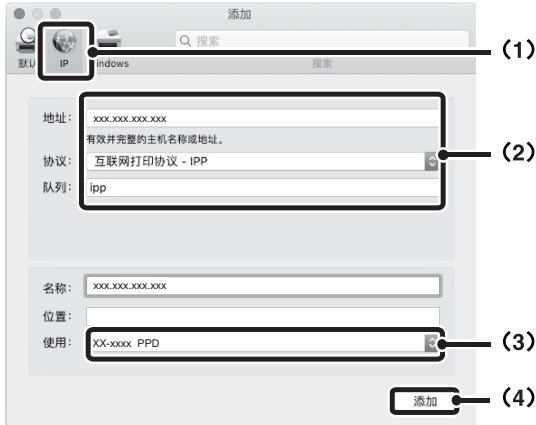 添加
搜索
默认 IP Windows 搜索
(1)
地址: xxx.xxx.xxx.xxx
有效并完整的主机名称或地址。
(2)
协议: 互联网打印协议 - IPP
队列: ipp
名称: xxx.xxx.xxx.xxx
位置:
使用: XX-xxxx PPD
(3)
添加
(4)